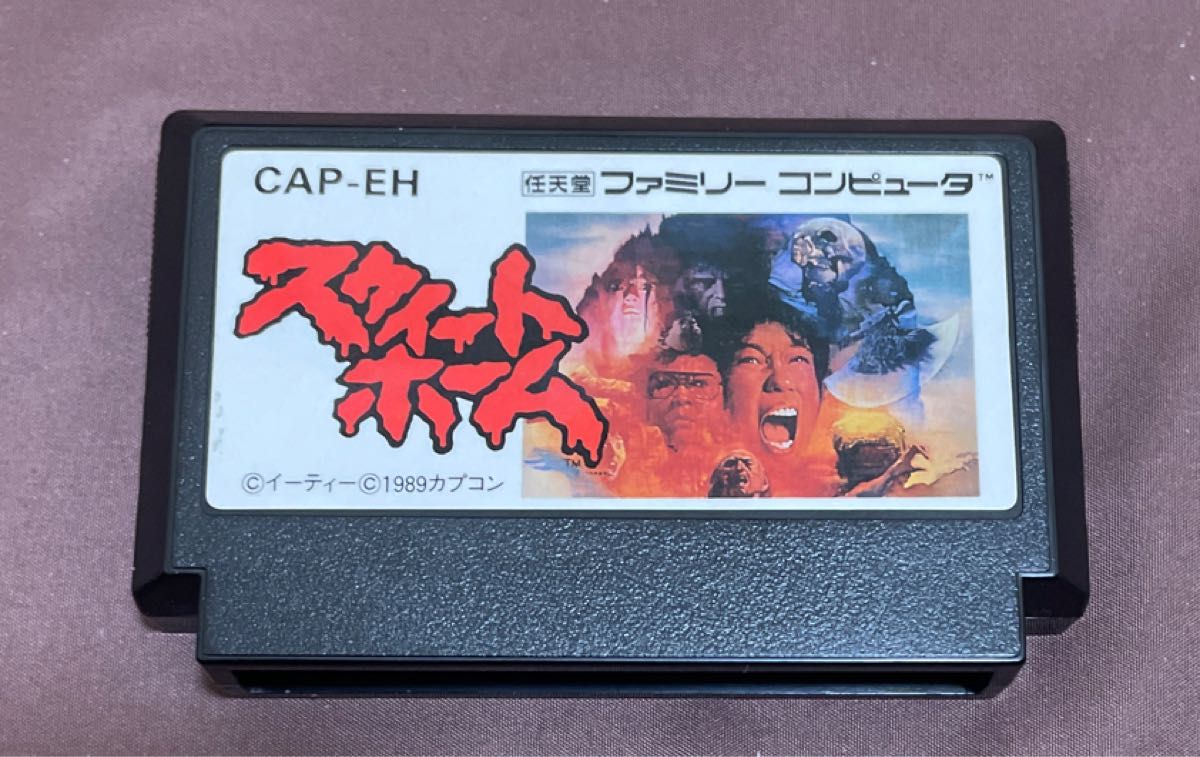 CAP-EH
任天堂 ファミリー コンピュータ™
スウィート
ホーム
TM
©イーティー©1989カプコン